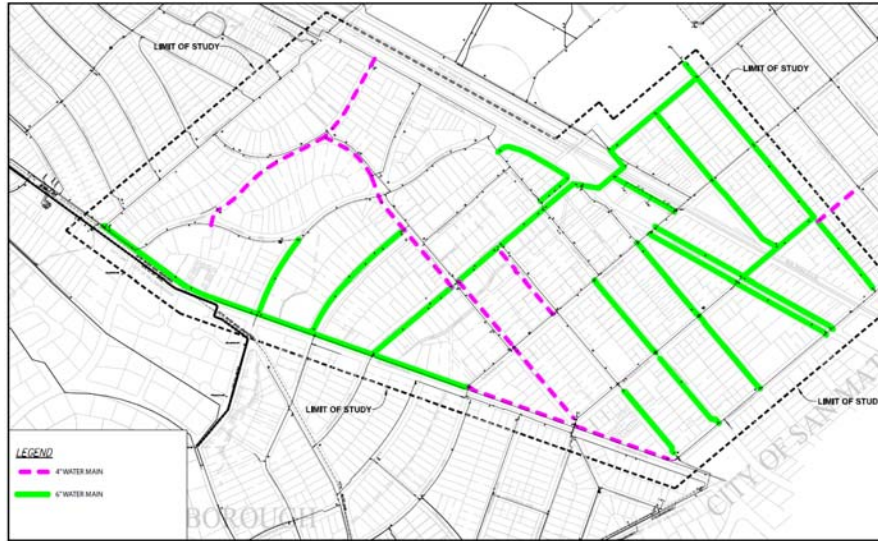 LIMIT OF STUDY
LIMIT OF STUDY
LIMIT OF STUDY
LIMIT OF STUD
CITY OF SAN MAT
LEGEND
4" WATER MAIN
6" WATER MAIN
BOROUGH